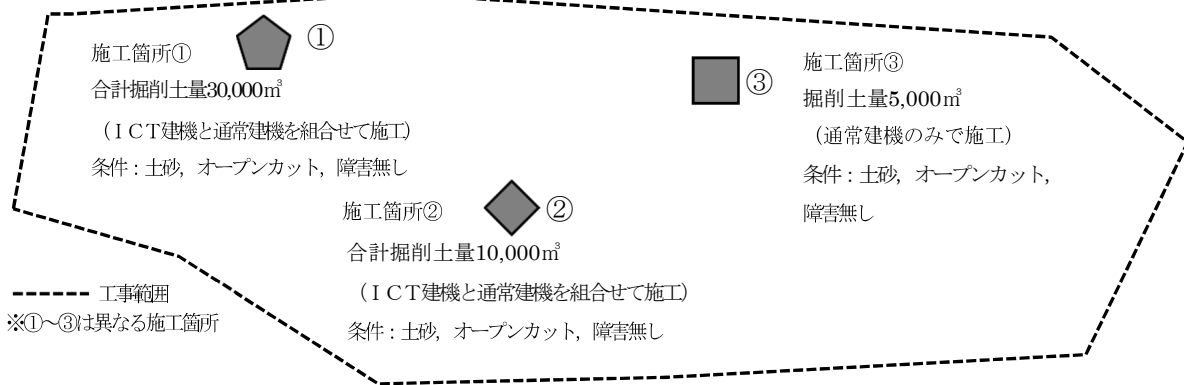 施工箇所①
①
合計掘削土量30,000㎥
（ＩＣＴ建機と通常建機を組合せて施工）
条件：土砂，オープンカット，障害無し
施工箇所②
②
合計掘削土量10,000㎥
（ＩＣＴ建機と通常建機を組合せて施工）
条件：土砂，オープンカット，障害無し
③
施工箇所③
掘削土量5,000㎥
（通常建機のみで施工）
条件：土砂，オープンカット，
障害無し
工事範囲
※①～③は異なる施工箇所